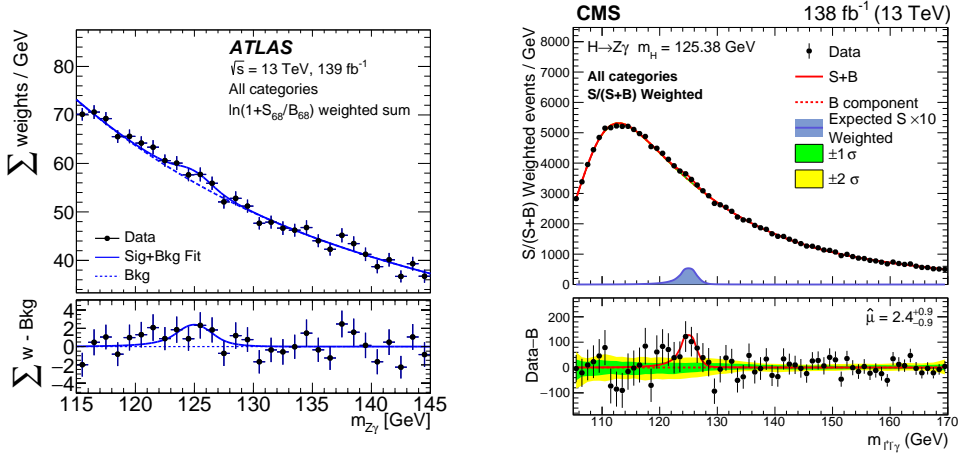 ATLAS
√s = 13 TeV, 139 fb⁻¹
All categories
ln(1+S₆₈/B₆₈) weighted sum
∑ weights / GeV
80
70
60
50
40
Data
Sig+Bkg Fit
Bkg
∑ w - Bkg
4
2
0
−2
−4
115 120 125 130 135 140 145
m_Zγ [GeV]
CMS 138 fb⁻¹ (13 TeV)
H→Zγ m_H = 125.38 GeV
All categories
S/(S+B) Weighted
Data
S+B
B component
Expected S ×10
Weighted
±1 σ
±2 σ
S/(S+B) Weighted events / GeV
8000
7000
6000
5000
4000
3000
2000
1000
0
μ̂ = 2.4 +0.9 −0.9
Data−B
200
100
0
−100
110 120 130 140 150 160 170
m_l⁺l⁻γ (GeV)